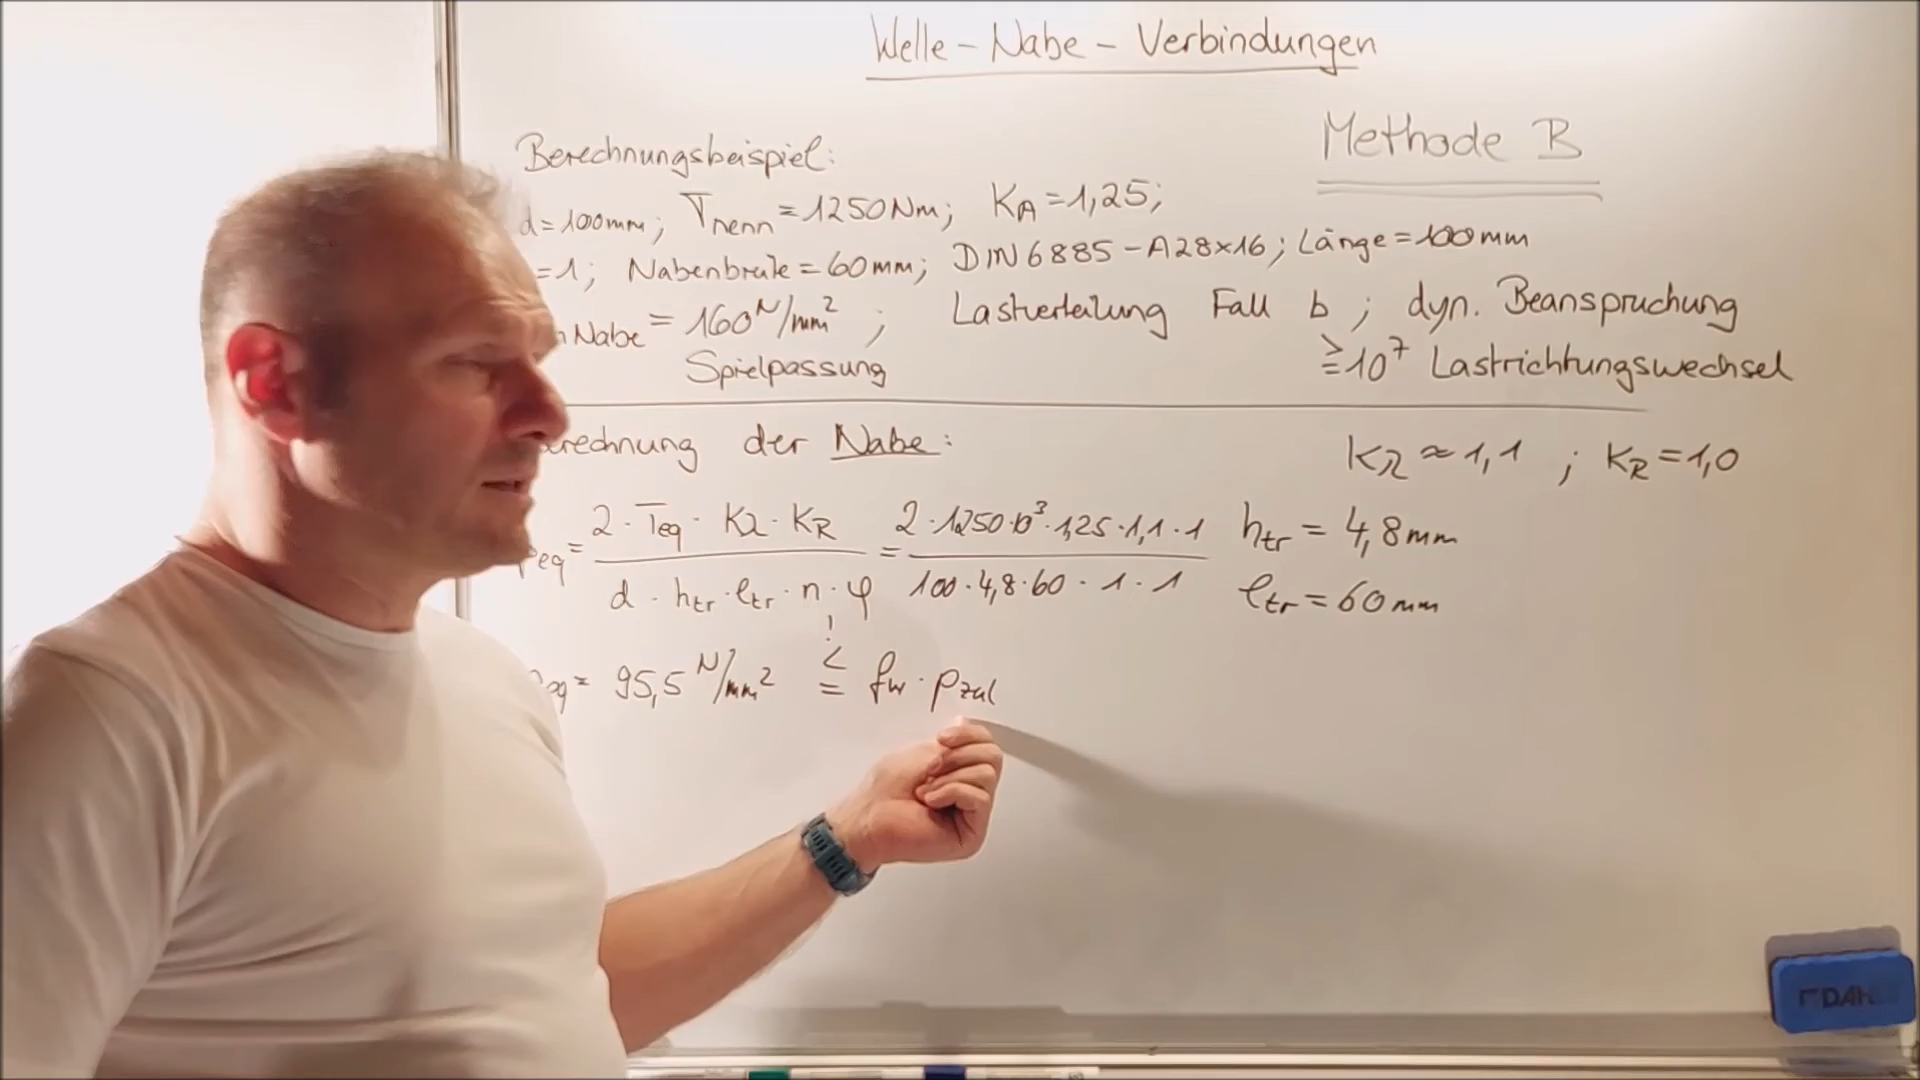 Welle - Nabe - Verbindungen
Methode B
Berechnungsbeispiel:
d = 100mm; Tnenn = 1250Nm; KA = 1,25;
= 1; Nabenbreite = 60mm; DIN 6885 - A28x16; Länge = 100mm
Nabe = 160 N/mm²; Lastverteilung Fall b; dyn. Beanspruchung
Spielpassung ≥ 10⁷ Lastrichtungswechsel
der Nabe: Kλ ≈ 1,1 ; KR = 1,0
eq = 2 · Teq · Kλ · KR / d · htr · ltr · n · φ = 2 · 1250 · 10³ · 1,25 · 1,1 · 1 / 100 · 4,8 · 60 · 1 · 1
htr = 4,8mm
ltr = 60mm
= 95,5 N/mm² ≤! fw · pzul